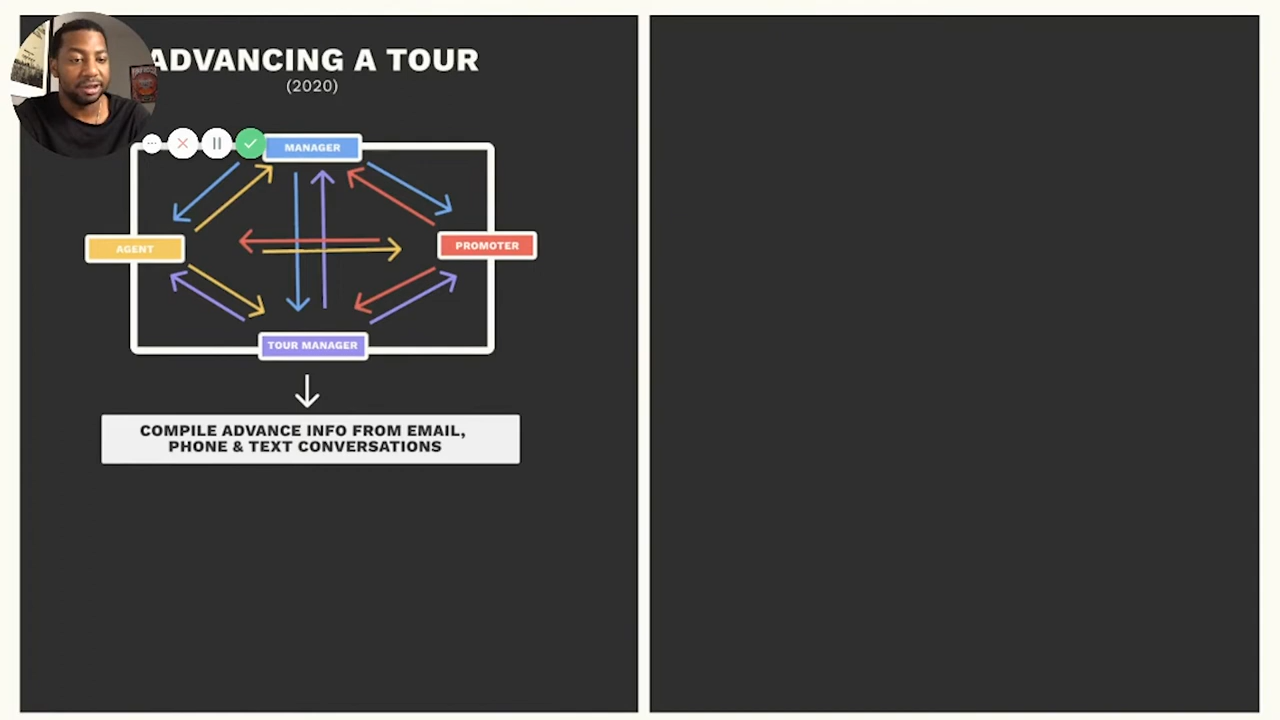 ADVANCING A TOUR
(2020)
MANAGER
AGENT
PROMOTER
TOUR MANAGER
COMPILE ADVANCE INFO FROM EMAIL,
PHONE & TEXT CONVERSATIONS